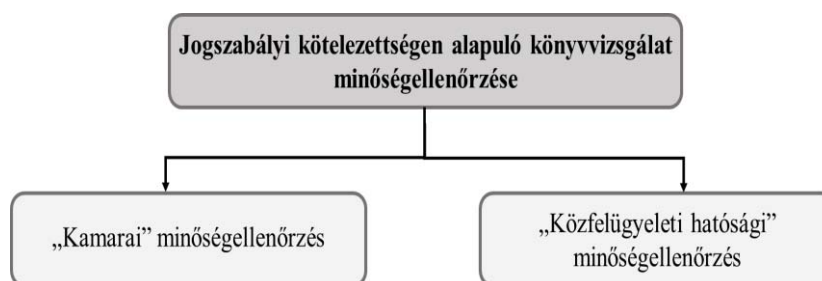 Jogszabályi kötelezettségen alapuló könyvvizsgálat
minőségellenőrzése
„Kamarai” minőségellenőrzés
„Közfelügyeleti hatósági”
minőségellenőrzés